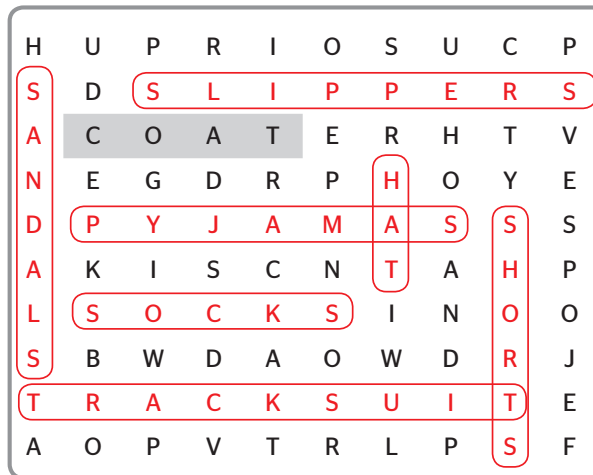 H U P R I O S U C P
S D S L I P P E R S
A C O A T E R H T V
N E G D R P H O Y E
D P Y J A M A S S S
A K I S C N T A H P
L S O C K S I N O O
S B W D A O W D R J
T R A C K S U I T E
A O P V T R L P S F